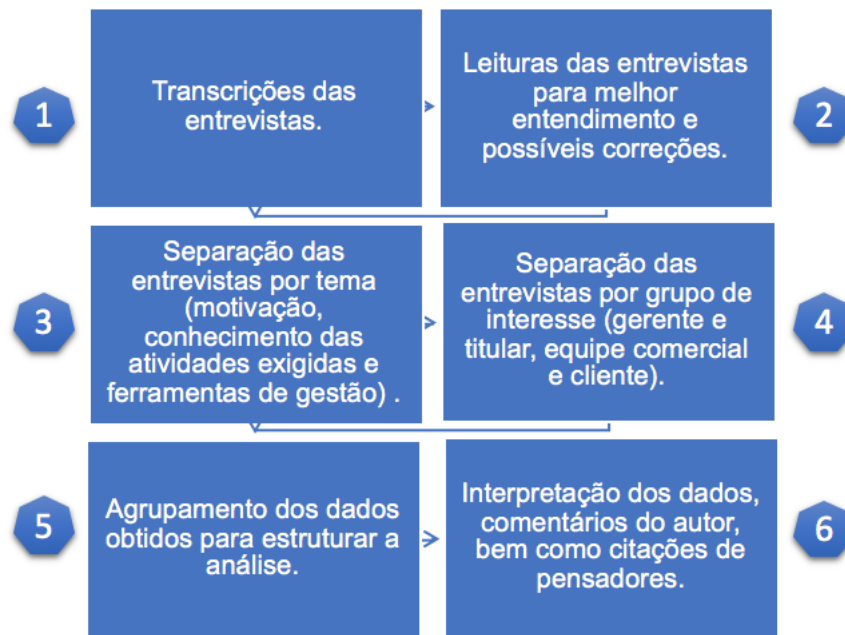 1
Transcrições das
entrevistas.
Leituras das entrevistas
para melhor
entendimento e
possíveis correções.
2
3
Separação das
entrevistas por tema
(motivação,
conhecimento das
atividades exigidas e
ferramentas de gestão) .
Separação das
entrevistas por grupo de
interesse (gerente e
titular, equipe comercial
e cliente).
4
5
Agrupamento dos dados
obtidos para estruturar a
análise.
Interpretação dos dados,
comentários do autor,
bem como citações de
pensadores.
6